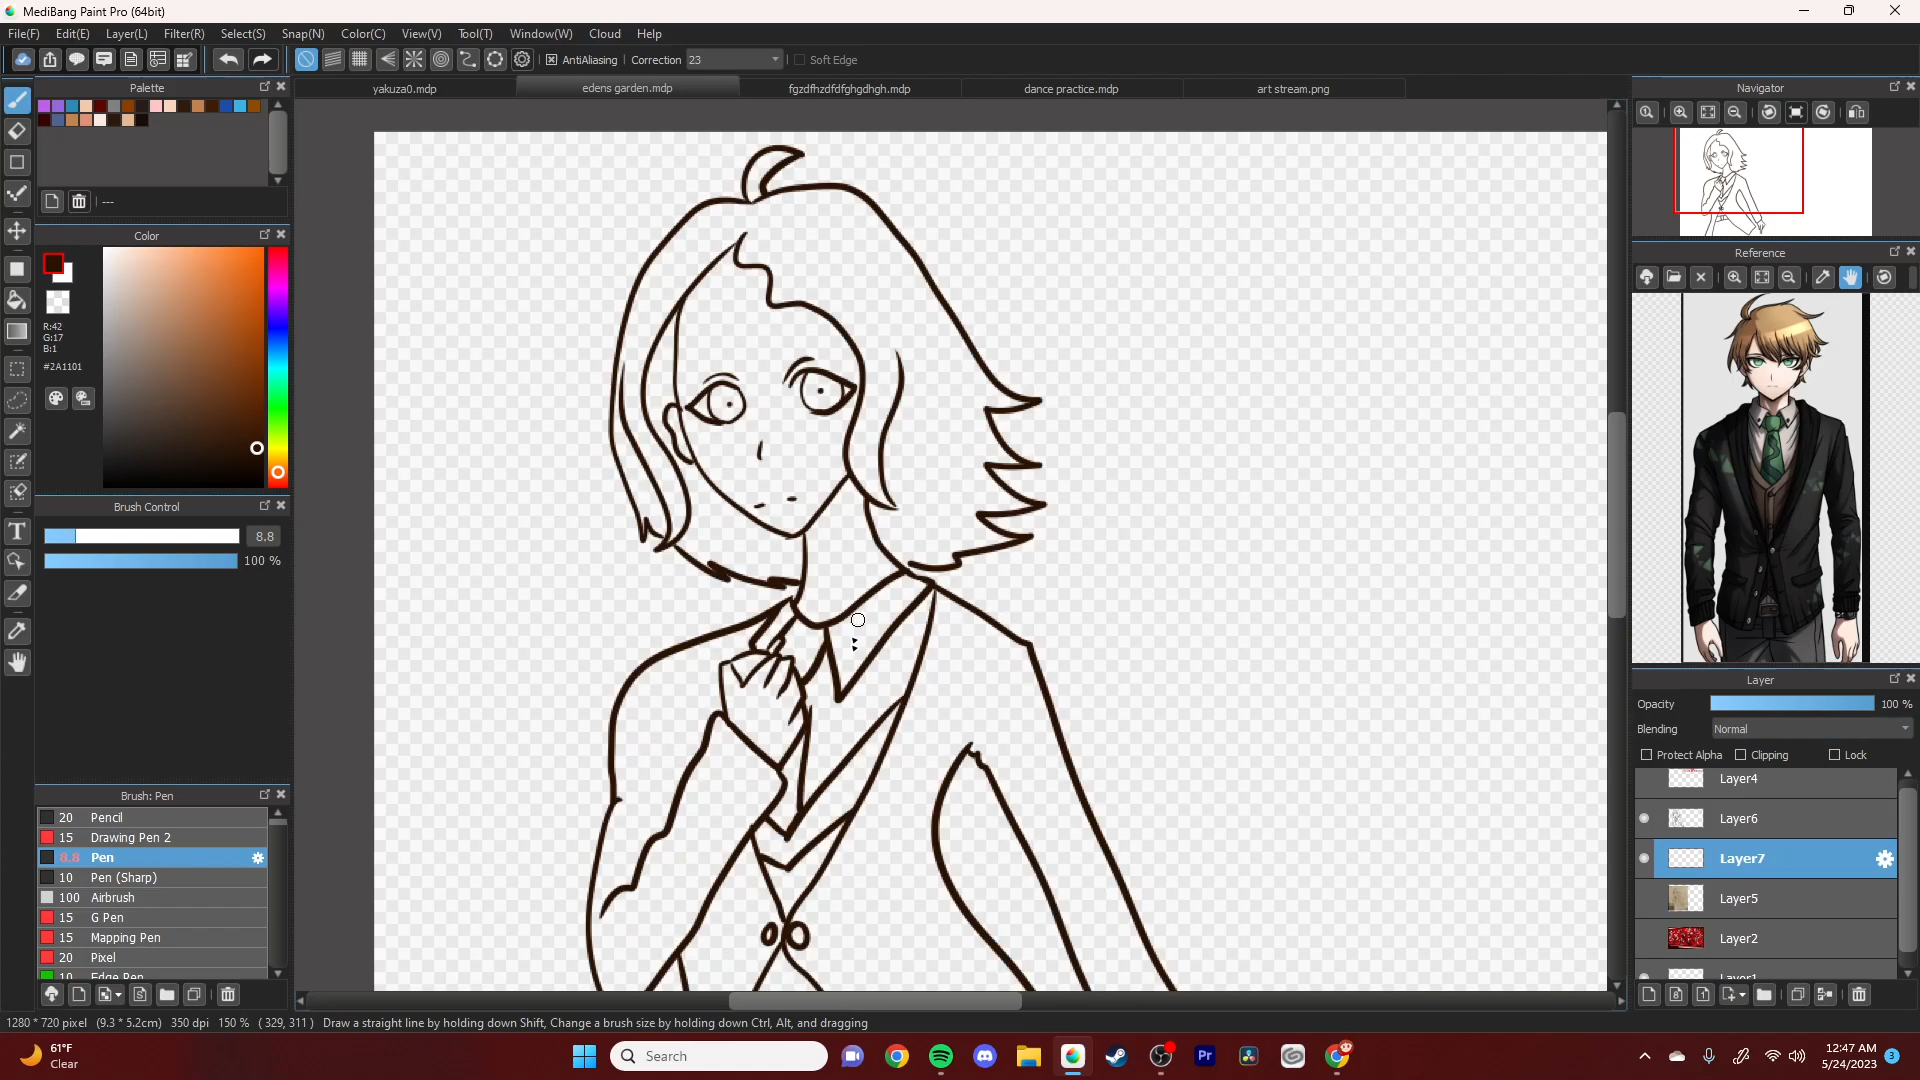 MediBang Paint Pro (64bit)
File(F) Edit(E) Layer(L) Filter(R) Select(S) Snap(N) Color(C) View(V) Tool(T) Window(W) Cloud Help
AntiAliasing Correction 23 Soft Edge
Palette
yakuza0.mdp edens garden.mdp fgzdfhzdfdfghgdhgh.mdp dance practice.mdp art stream.png
Navigator
---
Color
Reference
R:42
G:17
B:1
#2A1101
Brush Control
8.8
100 %
Layer
Opacity 100 %
Blending Normal
Protect Alpha Clipping Lock
Layer4
Layer6
Layer7
Layer5
Layer2
Layer1
Brush: Pen
20 Pencil
15 Drawing Pen 2
8.8 Pen
10 Pen (Sharp)
100 Airbrush
15 G Pen
15 Mapping Pen
20 Pixel
10 Edge Pen
1280 * 720 pixel (9.3 * 5.2cm) 350 dpi 150 % ( 329, 311 ) Draw a straight line by holding down Shift, Change a brush size by holding down Ctrl, Alt, and dragging
61°F
Clear
Search
Pr
12:47 AM
5/24/2023
3